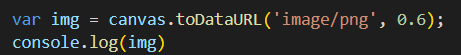 var img = canvas.toDataURL('image/png', 0.6);
console.log(img)